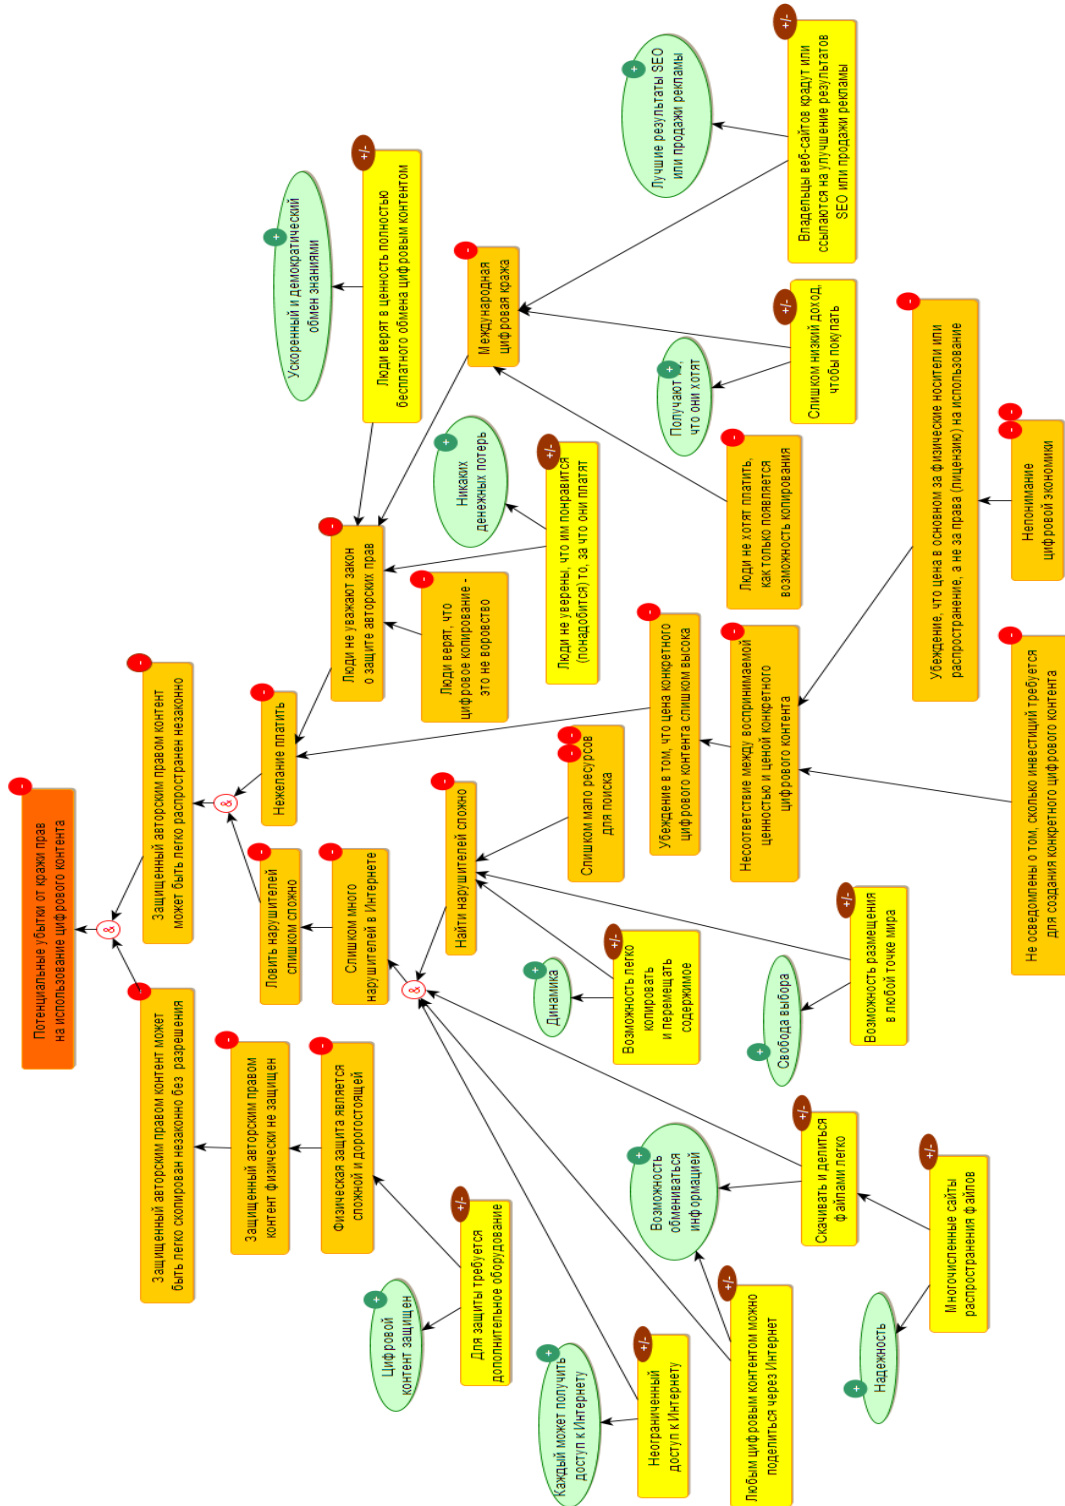 Потенциальные убытки от кражи прав
на использование цифрового контента
-
&
Защищенный авторским правом контент может
быть легко скопирован незаконно без разрешения
-
Защищенный авторским правом контент
может быть легко распространен незаконно
-
&
Защищенный авторским правом
контент физически не защищен
-
Ловить нарушителей
слишком сложно
-
Нежелание платить
-
Физическая защита является
сложной и дорогостоящей
-
Слишком много
нарушителей в Интернете
-
Люди не уважают закон
о защите авторских прав
-
Ускоренный и демократический
обмен знаниями
+
Люди верят в ценность полностью
бесплатного обмена цифровым контентом
+/-
Цифровой
контент защищен
+
Для защиты требуется
дополнительное оборудование
+/-
&
Найти нарушителей сложно
-
Люди верят, что
цифровое копирование -
это не воровство
-
Никаких
денежных потерь
+
Международная
цифровая кража
-
Каждый может получить
доступ к Интернету
+
Динамика
+
Слишком мало ресурсов
для поиска
-
-
Люди не уверены, что им понравится
(понадобится) то, за что они платят
+/-
Неограниченный
доступ к Интернету
+/-
Возможность
обмениваться
информацией
+
Возможность легко
копировать
и перемещать
содержимое
+/-
Убеждение в том, что цена конкретного
цифрового контента слишком высока
-
Получают
что они хотят
+
Лучшие результаты SEO
или продажи рекламы
+
Любым цифровым контентом можно
поделиться через Интернет
+/-
Несоответствие между воспринимаемой
ценностью и ценой конкретного
цифрового контента
-
Люди не хотят платить,
как только появляется
возможность копирования
-
Слишком низкий доход,
чтобы покупать
+/-
Владельцы веб-сайтов крадут или
ссылаются на улучшение результатов
SEO или продажи рекламы
+/-
Скачивать и делиться
файлами легко
+/-
Свобода выбора
+
Возможность размещения
в любой точке мира
+/-
Надежность
+
Многочисленные сайты
распространения файлов
+/-
Убеждение, что цена в основном за физические носители или
распространение, а не за права (лицензию) на использование
-
Не осведомлены о том, сколько инвестиций требуется
для создания конкретного цифрового контента
-
Непонимание
цифровой экономики
-
-